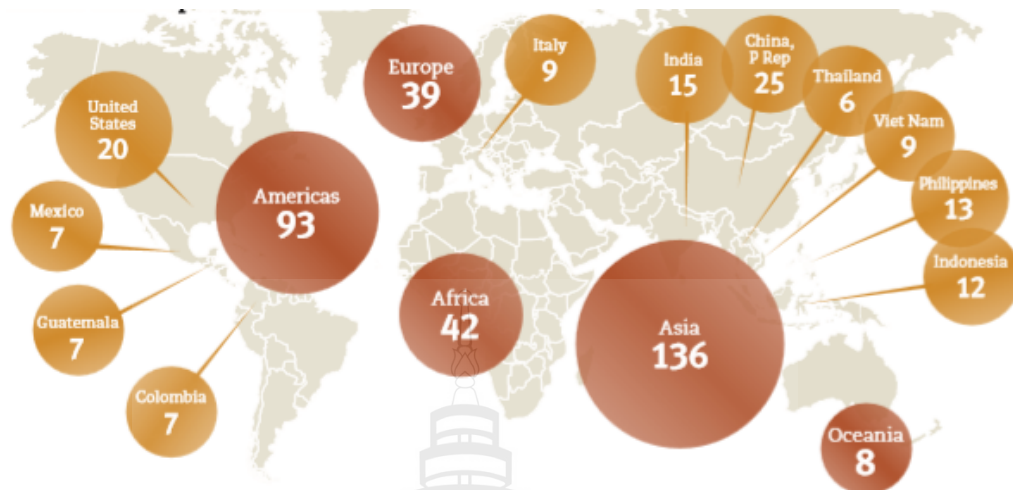 United
States
20
Mexico
7
Guatemala
7
Colombia
7
Americas
93
Europe
39
Italy
9
Africa
42
India
15
China,
P Rep
25
Thailand
6
Viet Nam
9
Philippines
13
Indonesia
12
Asia
136
Oceania
8